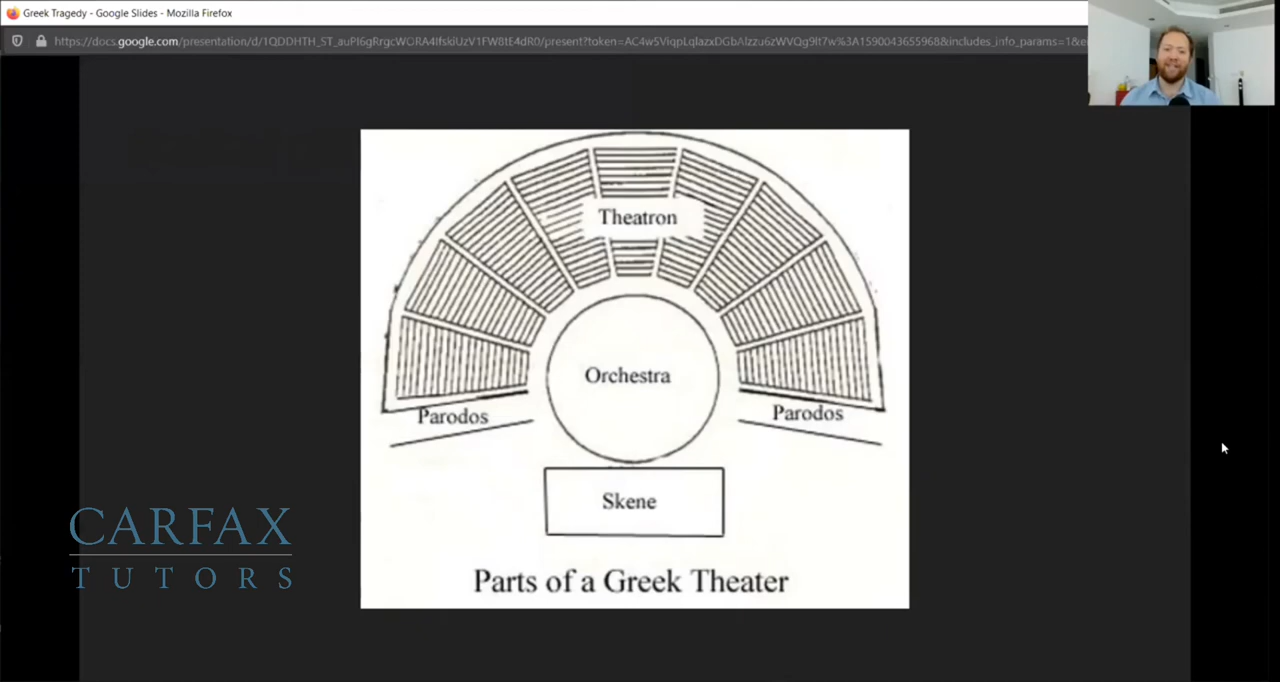 Greek Tragedy - Google Slides - Mozilla Firefox
Theatron
Orchestra
Parodos
Parodos
Skene
Parts of a Greek Theater
CARFAX
TUTORS